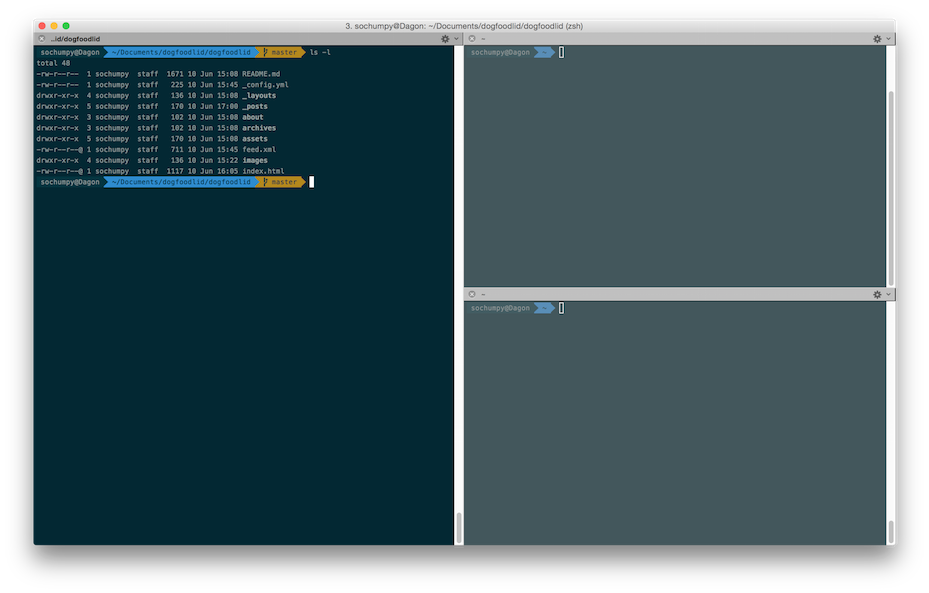 3. sochumpy@Dagon: ~/Documents/dogfoodlid/dogfoodlid (zsh)
..id/dogfoodlid
sochumpy@Dagon ~/Documents/dogfoodlid/dogfoodlid master ls -l
total 48
-rw-r--r-- 1 sochumpy staff 1671 10 Jun 15:08 README.md
-rw-r--r-- 1 sochumpy staff 225 10 Jun 15:45 _config.yml
drwxr-xr-x 4 sochumpy staff 136 10 Jun 15:08 _layouts
drwxr-xr-x 5 sochumpy staff 170 10 Jun 17:00 _posts
drwxr-xr-x 3 sochumpy staff 102 10 Jun 15:08 about
drwxr-xr-x 3 sochumpy staff 102 10 Jun 15:08 archives
drwxr-xr-x 5 sochumpy staff 170 10 Jun 15:08 assets
-rw-r--r--@ 1 sochumpy staff 711 10 Jun 15:45 feed.xml
drwxr-xr-x 4 sochumpy staff 136 10 Jun 15:22 images
-rw-r--r--@ 1 sochumpy staff 1117 10 Jun 16:05 index.html
sochumpy@Dagon ~/Documents/dogfoodlid/dogfoodlid master
~
sochumpy@Dagon ~
~
sochumpy@Dagon ~